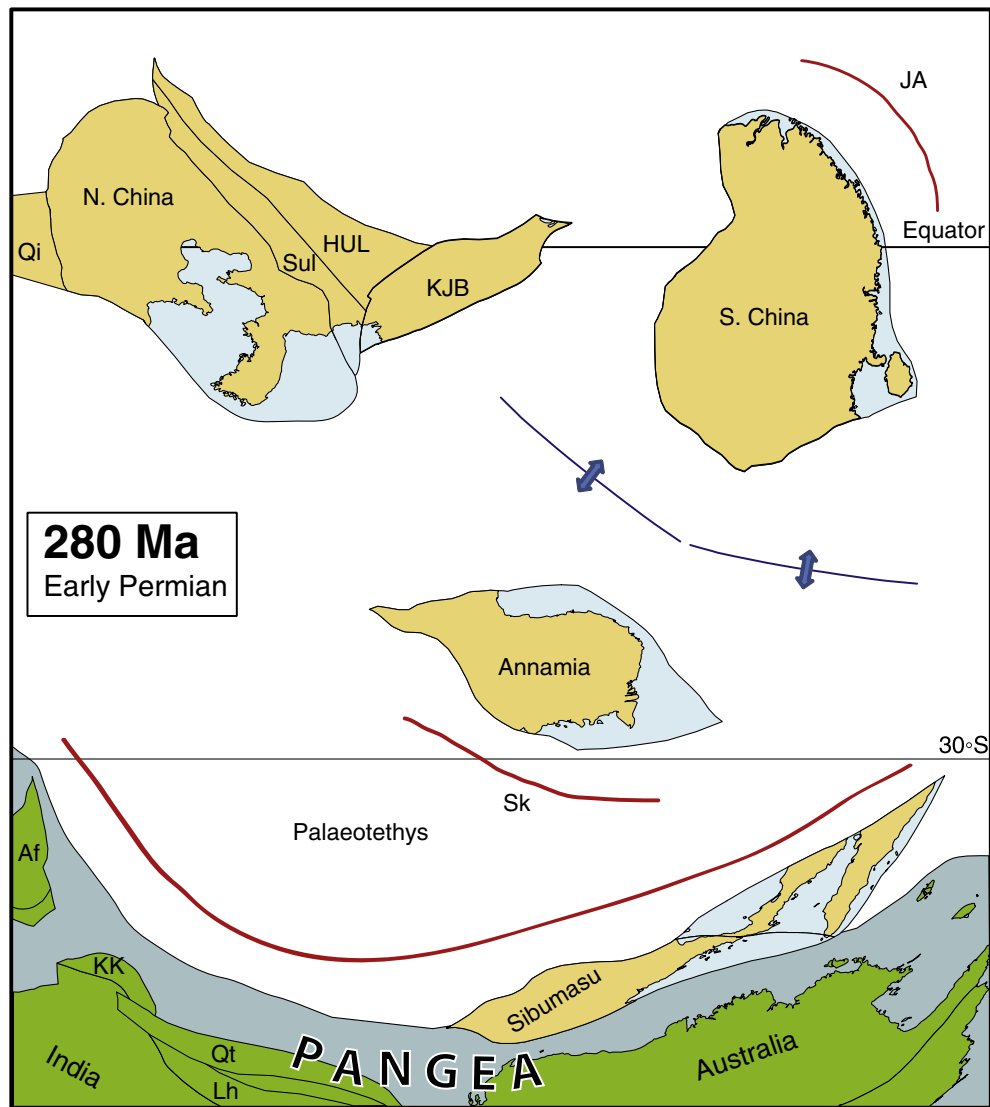 JA
N. China
Equator
Qi
HUL
Sul
KJB
S. China
280 Ma
Early Permian
Annamia
30°S
Sk
Palaeotethys
Af
KK
Sibumasu
Qt
PANGEA
Australia
India
Lh